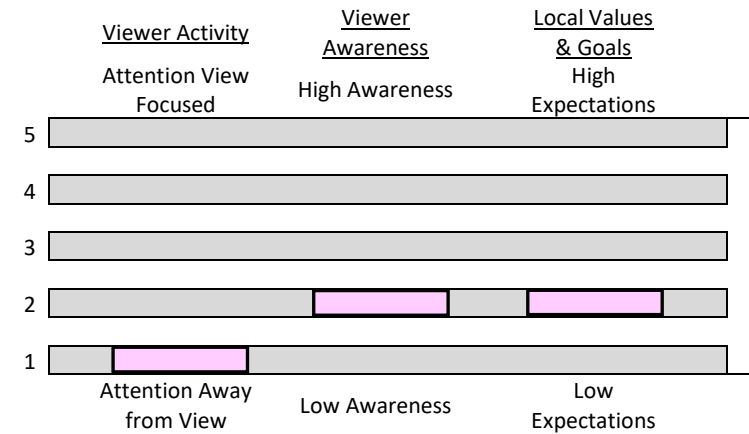 Viewer Activity
Viewer
Awareness
Local Values
& Goals
Attention View
Focused
High Awareness
High
Expectations
5
4
3
2
1
Attention Away
from View
Low Awareness
Low
Expectations